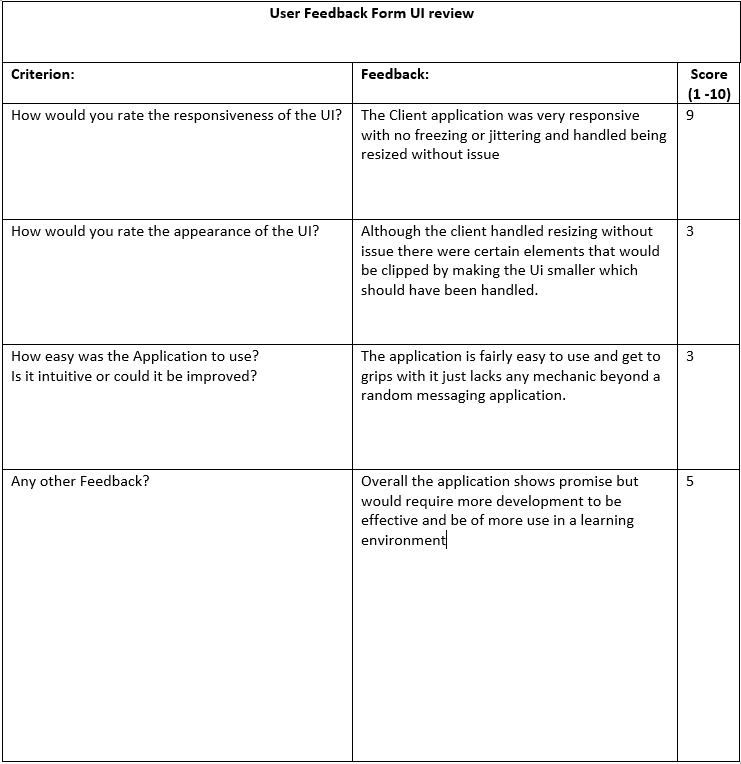 User Feedback Form UI review
Criterion:
Feedback:
Score
(1 -10)
How would you rate the responsiveness of the UI?
The Client application was very responsive
with no freezing or jittering and handled being
resized without issue
9
How would you rate the appearance of the UI?
Although the client handled resizing without
issue there were certain elements that would
be clipped by making the Ui smaller which
should have been handled.
3
How easy was the Application to use?
Is it intuitive or could it be improved?
The application is fairly easy to use and get to
grips with it just lacks any mechanic beyond a
random messaging application.
3
Any other Feedback?
Overall the application shows promise but
would require more development to be
effective and be of more use in a learning
environment
5